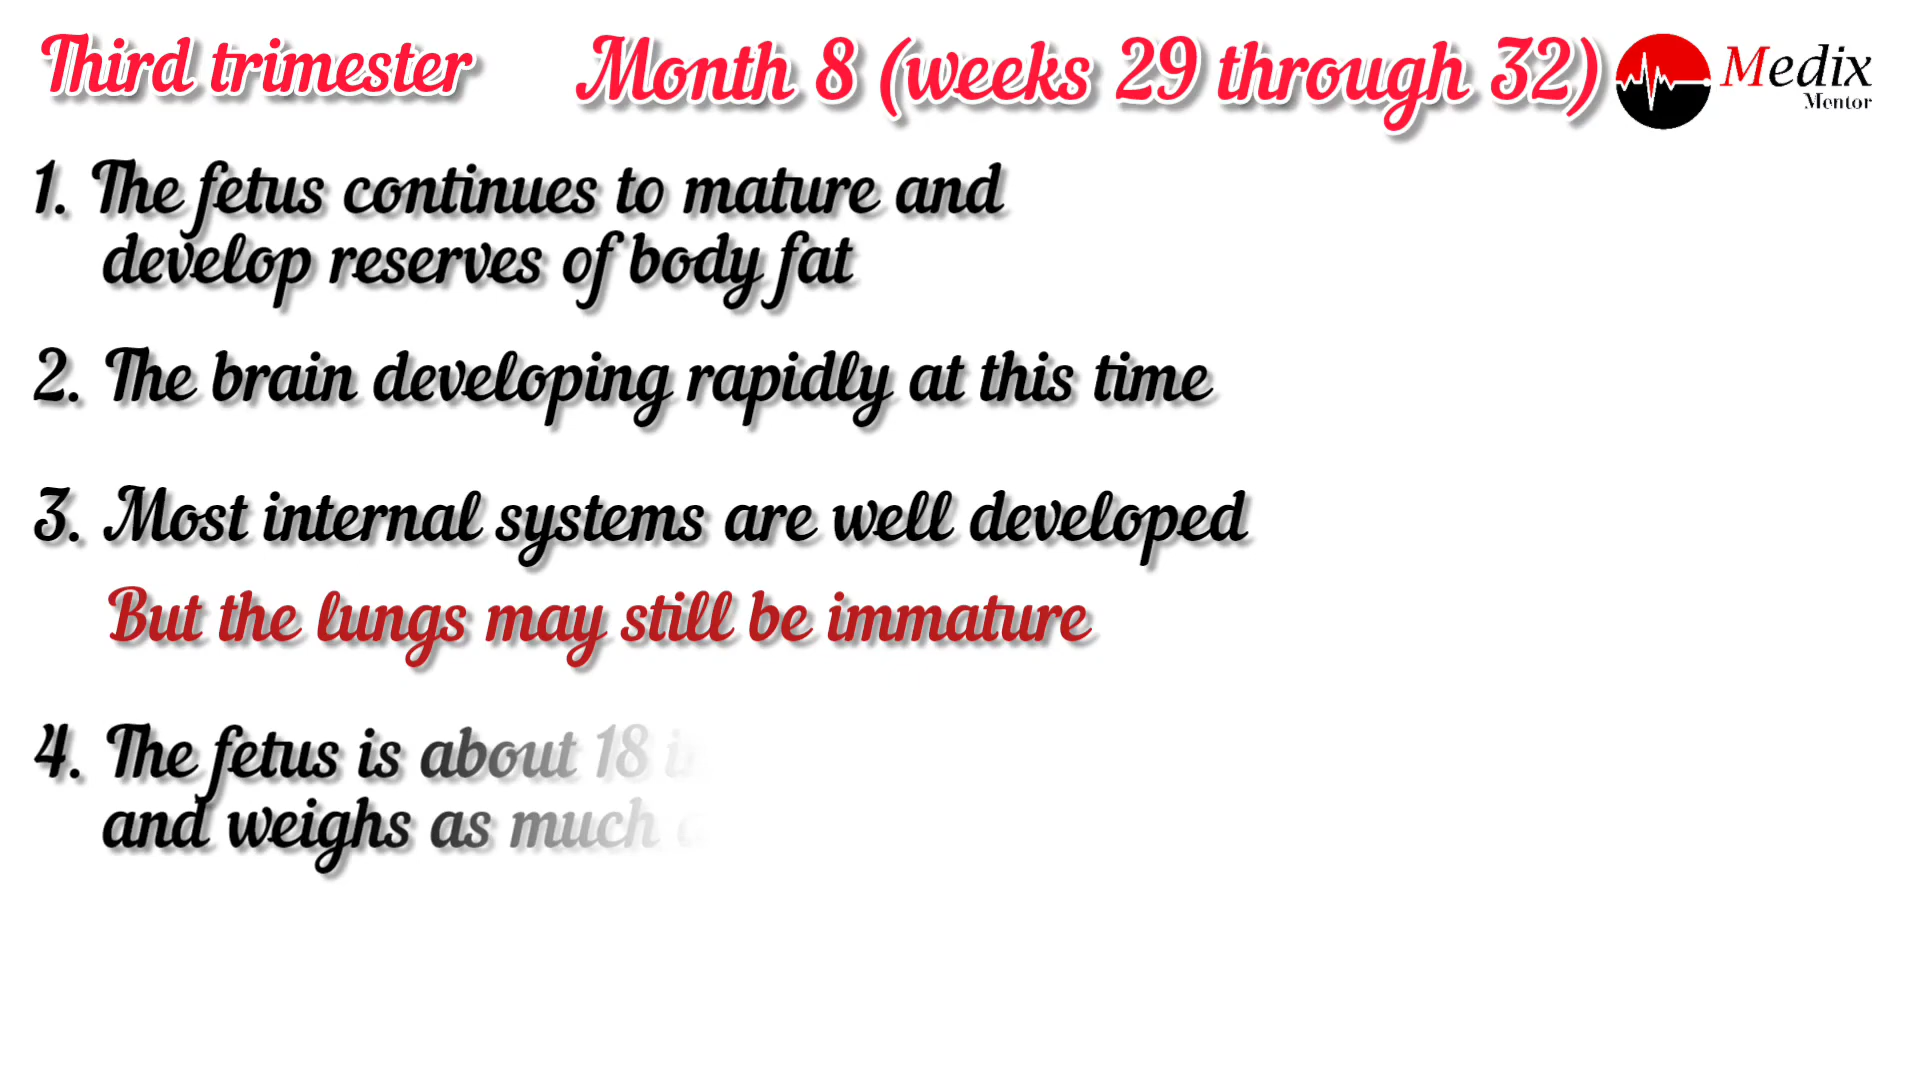 Third trimester
Month 8 (weeks 29 through 32)
Medix
Mentor
1. The fetus continues to mature and
develop reserves of body fat
2. The brain developing rapidly at this time
3. Most internal systems are well developed
But the lungs may still be immature
4. The fetus is about 18
and weighs as much